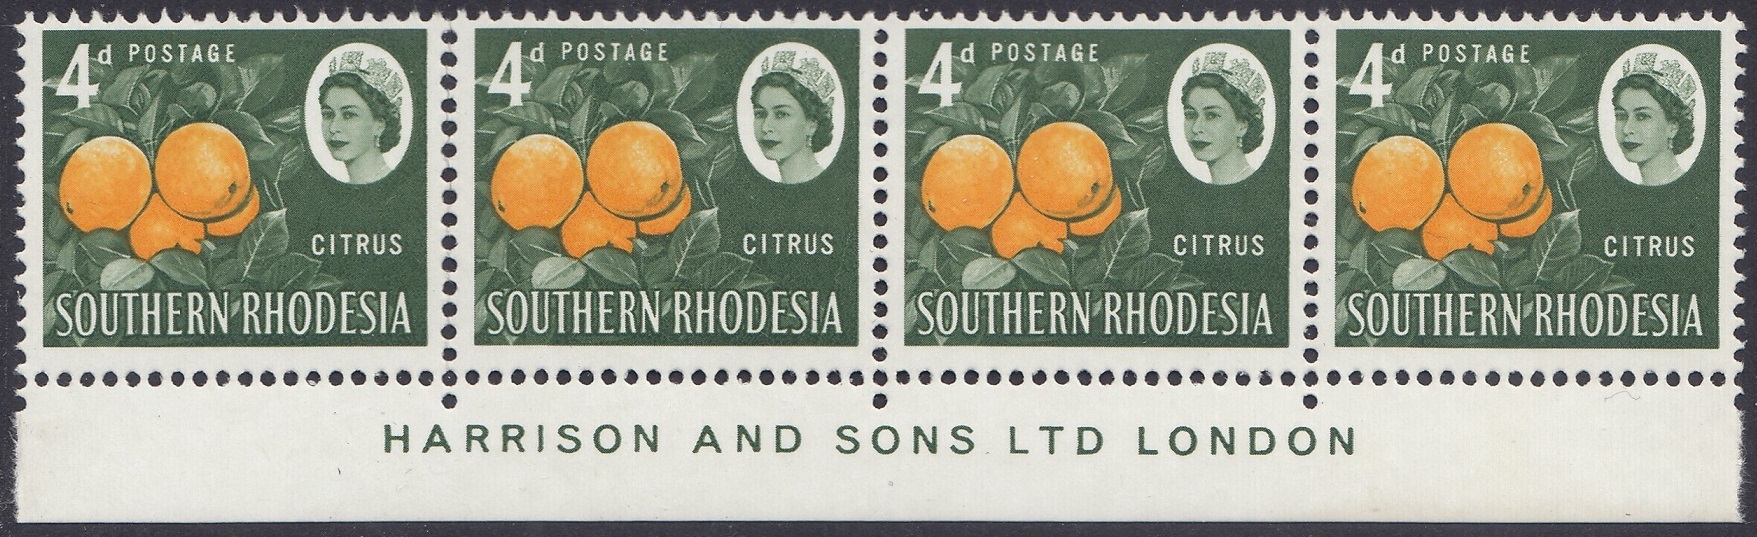 4d POSTAGE
CITRUS
SOUTHERN RHODESIA
4d POSTAGE
CITRUS
SOUTHERN RHODESIA
4d POSTAGE
CITRUS
SOUTHERN RHODESIA
4d POSTAGE
CITRUS
SOUTHERN RHODESIA
HARRISON AND SONS LTD LONDON